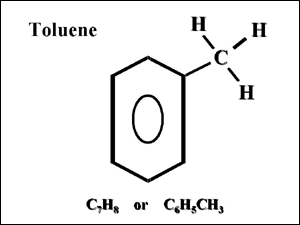 Toluene
H H
C
H
C₇H₈ or C₆H₅CH₃